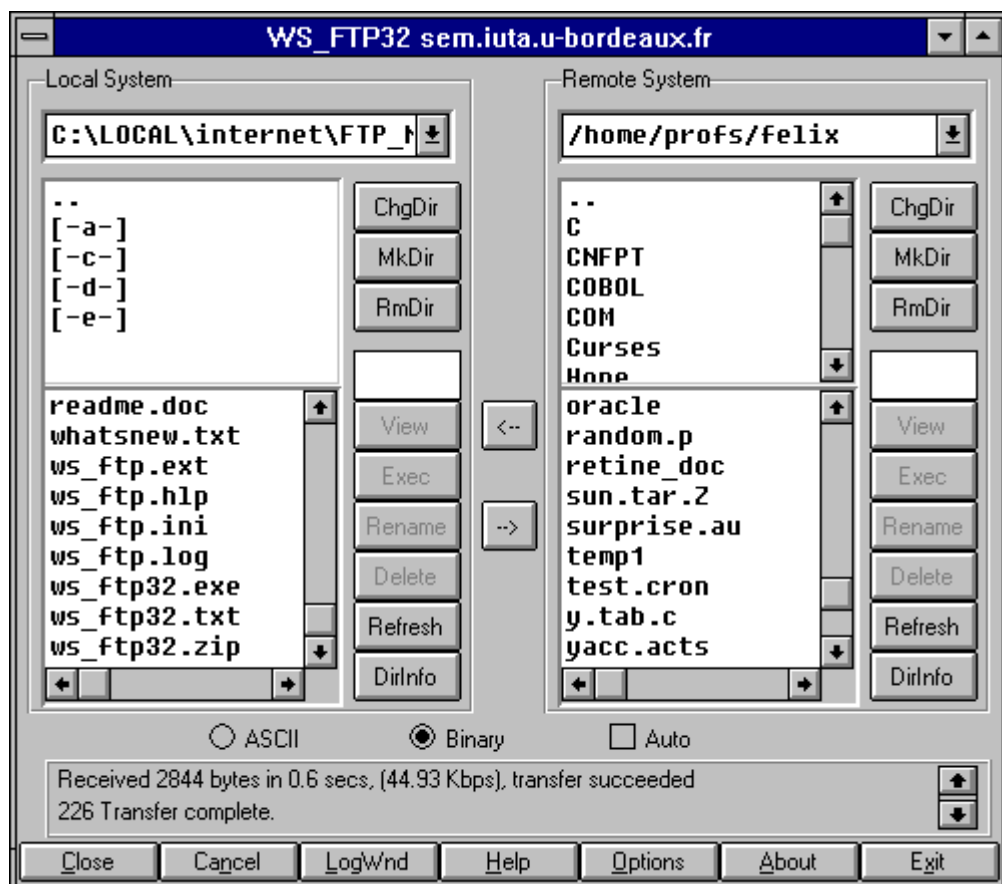 WS_FTP32 sem.iuta.u-bordeaux.fr
Local System
C:\LOCAL\internet\FTP_
..
[-a-]
[-c-]
[-d-]
[-e-]
ChgDir
MkDir
RmDir
readme.doc
whatsnew.txt
ws_ftp.ext
ws_ftp.hlp
ws_ftp.ini
ws_ftp.log
ws_ftp32.exe
ws_ftp32.txt
ws_ftp32.zip
View
Exec
Rename
Delete
Refresh
DirInfo
<--
-->
Remote System
/home/profs/felix
..
C
CNFPT
COBOL
COM
Curses
ChgDir
MkDir
RmDir
oracle
random.p
retine_doc
sun.tar.Z
surprise.au
temp1
test.cron
y.tab.c
yacc.acts
View
Exec
Rename
Delete
Refresh
DirInfo
ASCII Binary Auto
Received 2844 bytes in 0.6 secs, (44.93 Kbps), transfer succeeded
226 Transfer complete.
Close Cancel LogWnd Help Options About Exit